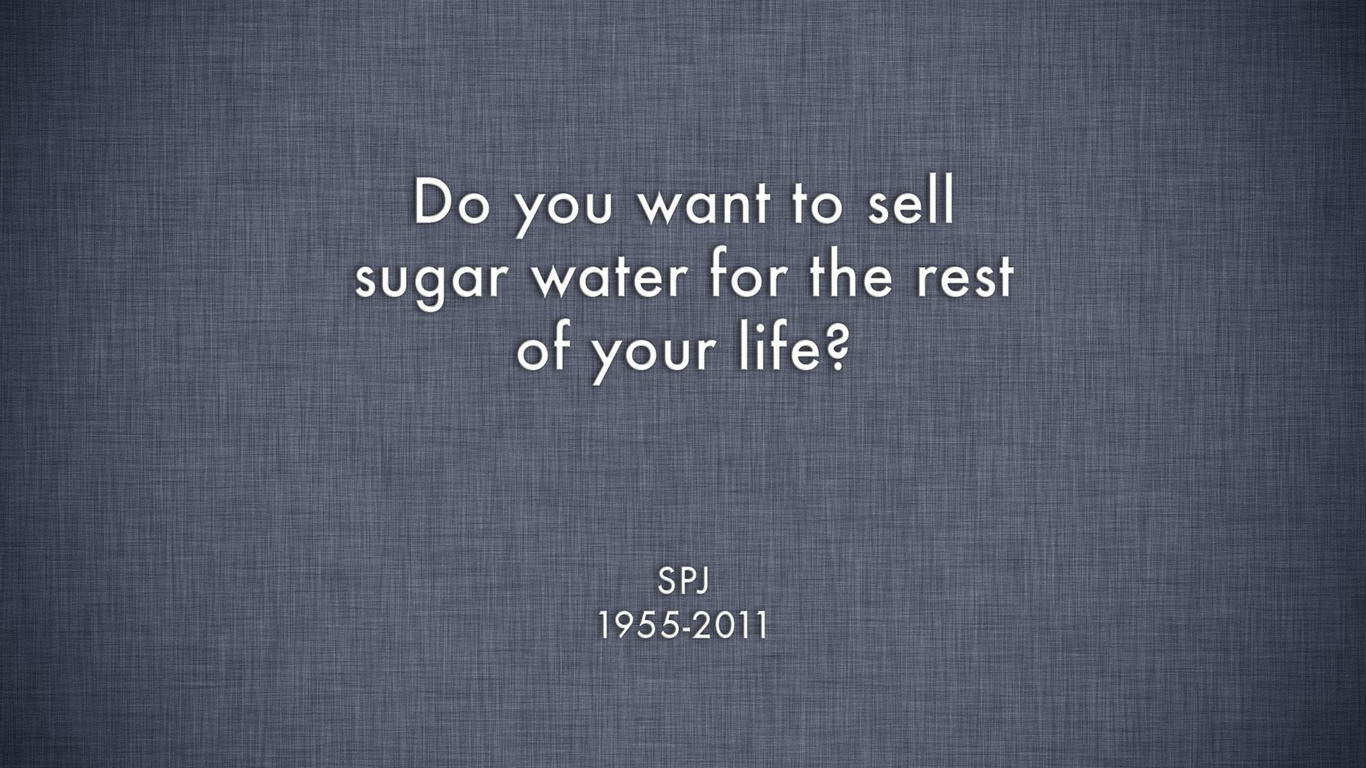 Do you want to sell
sugar water for the rest
of your life?
SPJ
1955-2011